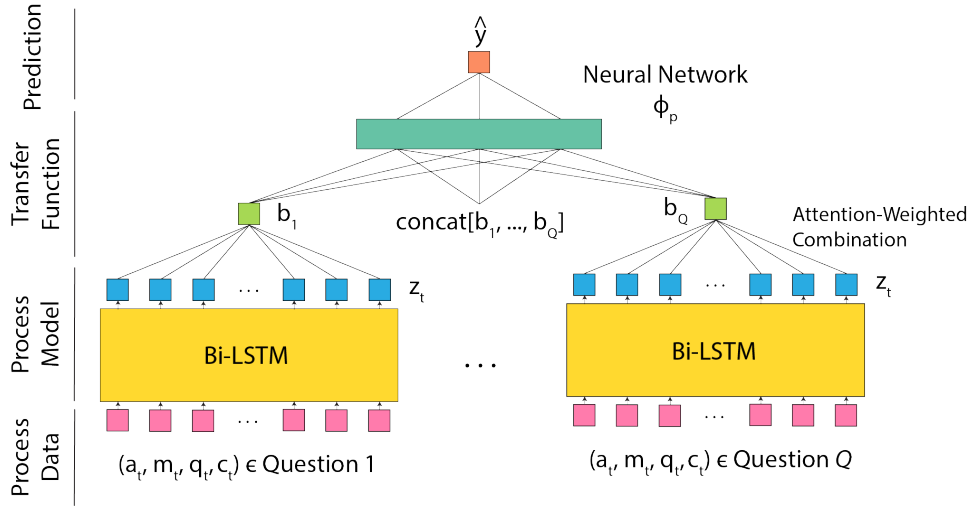 Prediction
ŷ
Neural Network
ϕp
Transfer
Function
b1
concat[b1, ..., bQ]
bQ
Attention-Weighted
Combination
Process
Model
...
zt
Bi-LSTM
...
...
zt
Bi-LSTM
Process
Data
...
(at, mt, qt, ct) ϵ Question 1
...
(at, mt, qt, ct) ϵ Question Q